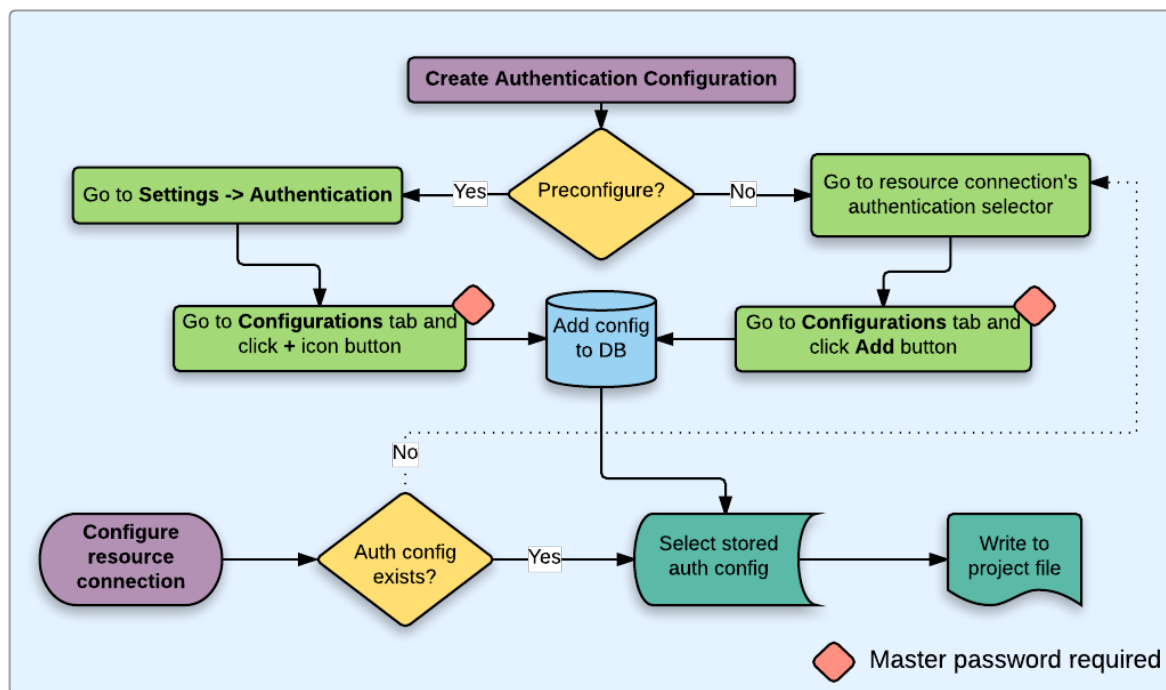 Create Authentication Configuration
Preconfigure?
Yes
No
Go to Settings -> Authentication
Go to resource connection's
authentication selector
Go to Configurations tab and
click + icon button
Add config
to DB
Go to Configurations tab and
click Add button
No
Configure
resource
connection
Auth config
exists?
Yes
Select stored
auth config
Write to
project file
Master password required